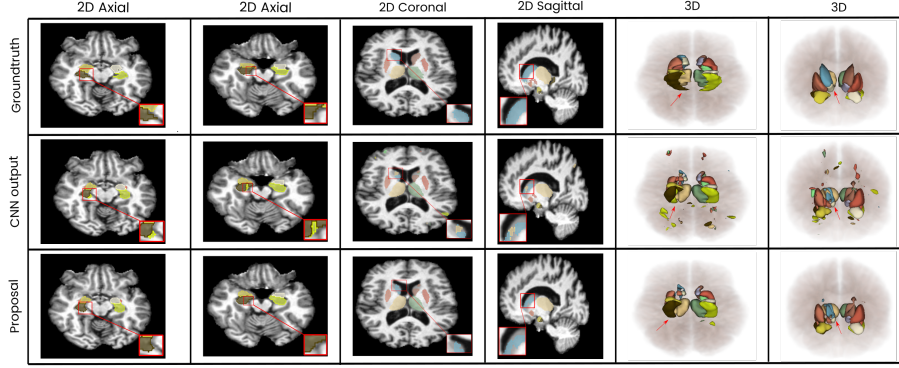 2D Axial 2D Axial 2D Coronal 2D Sagittal 3D 3D
Groundtruth
CNN output
Proposal